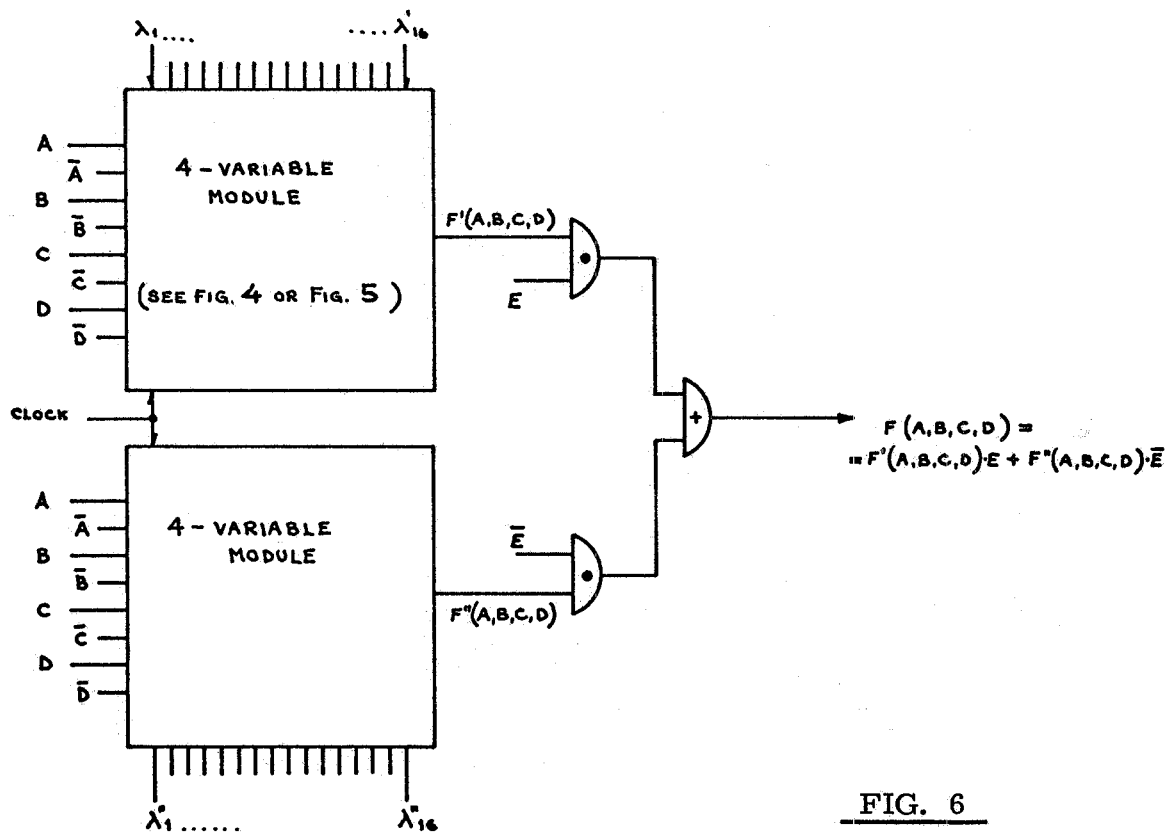 λ₁ .... .... λ'₁₆
A
Ā
B
B̄
C
C̄
D
D̄
4 - VARIABLE
MODULE
(SEE FIG. 4 OR FIG. 5)
F'(A,B,C,D)
E
•
CLOCK
+
F (A,B,C,D) =
= F'(A,B,C,D)·E + F"(A,B,C,D)·Ē
A
Ā
B
B̄
C
C̄
D
D̄
4 - VARIABLE
MODULE
Ē
•
F"(A,B,C,D)
λ"₁ ...... λ"₁₆
FIG. 6